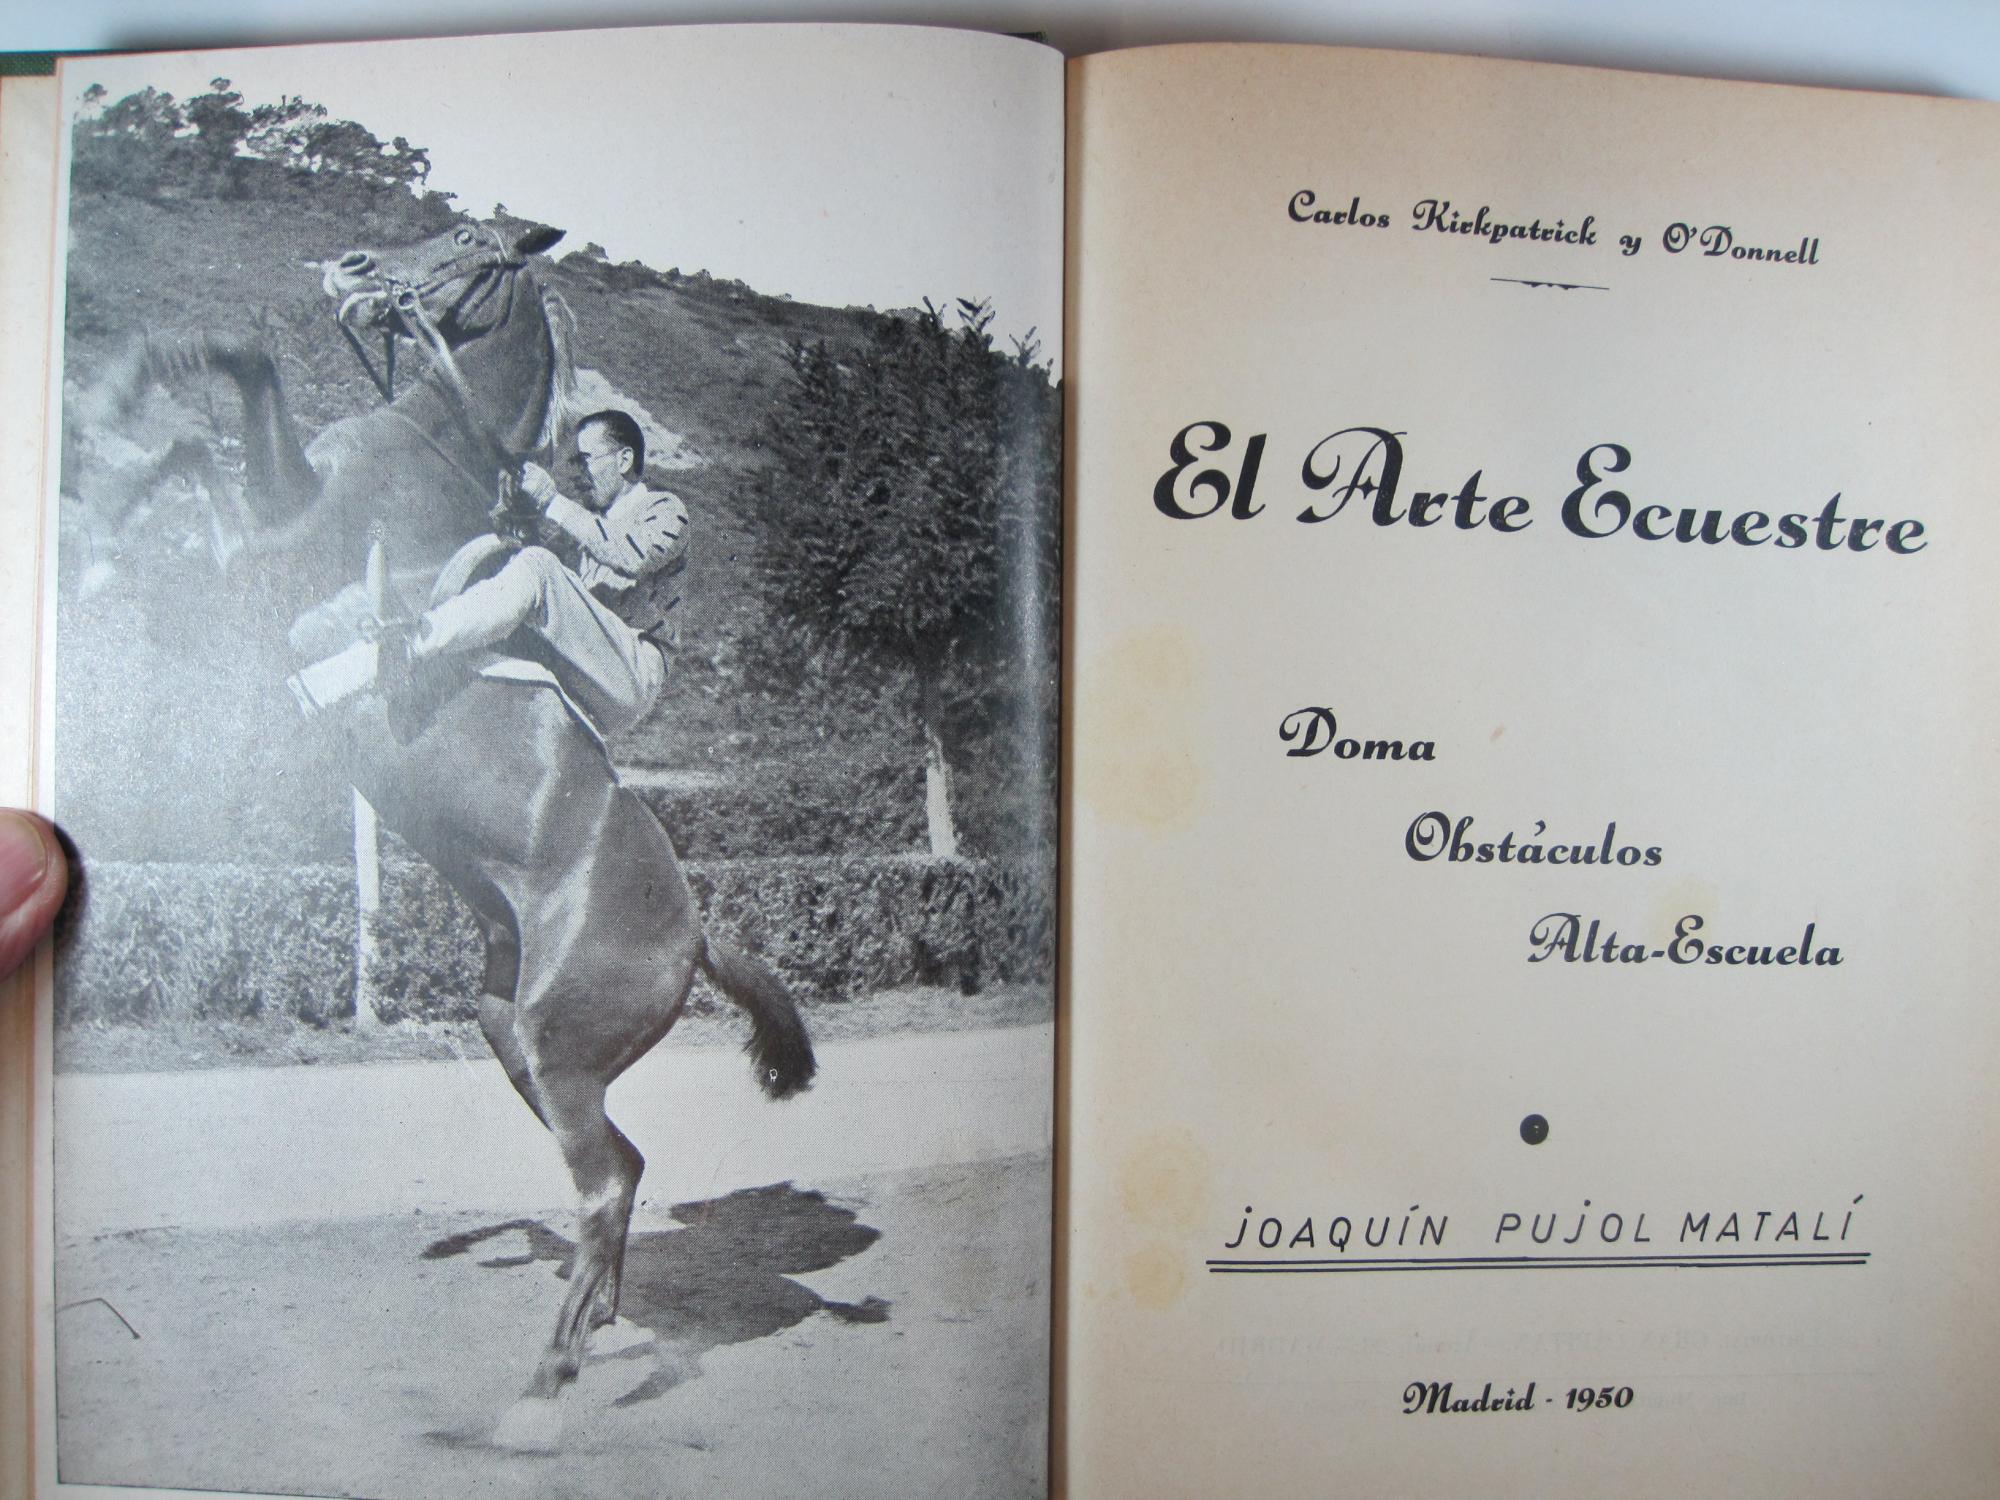 Carlos Kirkpatrick y O'Donnell
El Arte Ecuestre
Doma
Obstáculos
Alta-Escuela
JOAQUÍN PUJOL MATALÍ
Madrid - 1950